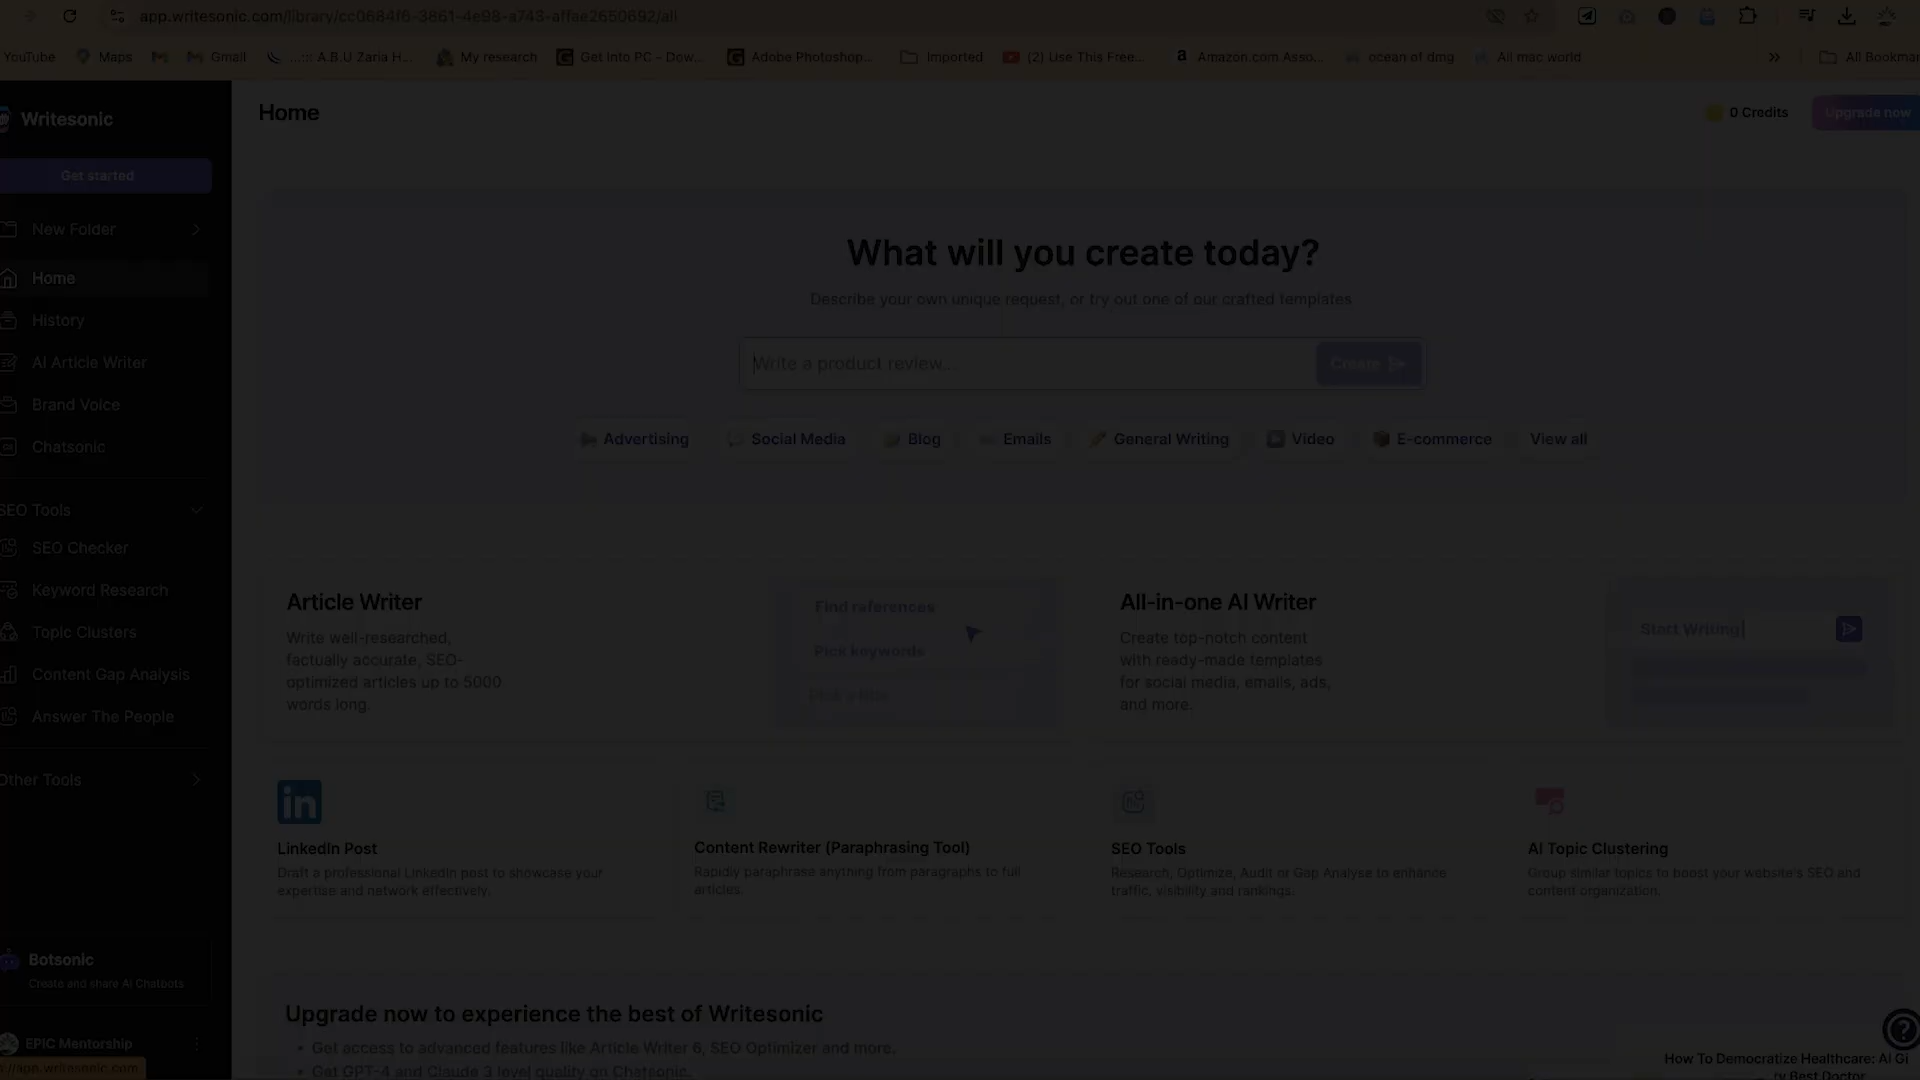 app.writesonic.com/library/cc0684f6-3861-4e98-a743-affae2650692/all
YouTube Maps Gmail ...::: A.B.U Zaria H... My research Get Into PC - Dow... Adobe Photoshop... Imported (2) Use This Free... Amazon.com Asso... ocean of dmg All mac world All Bookmar
Writesonic
Get started
New Folder
Home
History
AI Article Writer
Brand Voice
Chatsonic
SEO Tools
SEO Checker
Keyword Research
Topic Clusters
Content Gap Analysis
Answer The People
Other Tools
Botsonic
Create and share AI Chatbots
EPIC Mentorship
://app.writesonic.com
Home
0 Credits
Upgrade now
What will you create today?
Describe your own unique request, or try out one of our crafted templates
Write a product review...
Create
Advertising Social Media Blog Emails General Writing Video E-commerce View all
Article Writer
Write well-researched,
factually accurate, SEO-
optimized articles up to 5000
words long.
Find references
Pick keywords
Pick a title
All-in-one AI Writer
Create top-notch content
with ready-made templates
for social media, emails, ads,
and more.
Start Writing
LinkedIn Post
Draft a professional LinkedIn post to showcase your
expertise and network effectively.
Content Rewriter (Paraphrasing Tool)
Rapidly paraphrase anything from paragraphs to full
articles.
SEO Tools
Research, Optimize, Audit or Gap Analyse to enhance
traffic, visibility and rankings.
AI Topic Clustering
Group similar topics to boost your website's SEO and
content organization.
Upgrade now to experience the best of Writesonic
• Get access to advanced features like Article Writer 6, SEO Optimizer and more.
• Get GPT-4 and Claude 3 level quality on Chatsonic.
How To Democratize Healthcare: AI Gi
ry Best Doctor